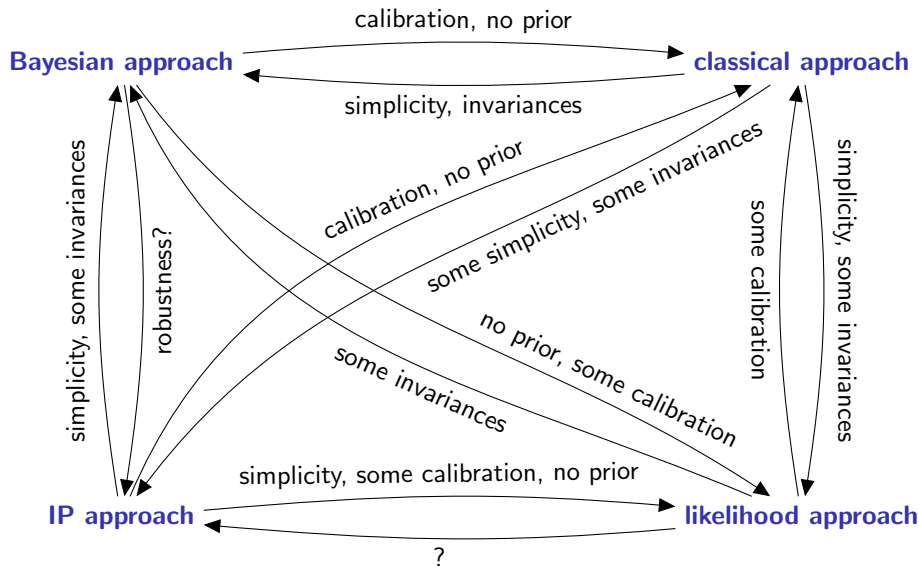 calibration, no prior
Bayesian approach
classical approach
simplicity, invariances
calibration, no prior
some simplicity, some invariances
simplicity, some invariances
robustness?
some calibration
simplicity, some invariances
no prior, some calibration
some invariances
simplicity, some calibration, no prior
IP approach
likelihood approach
?